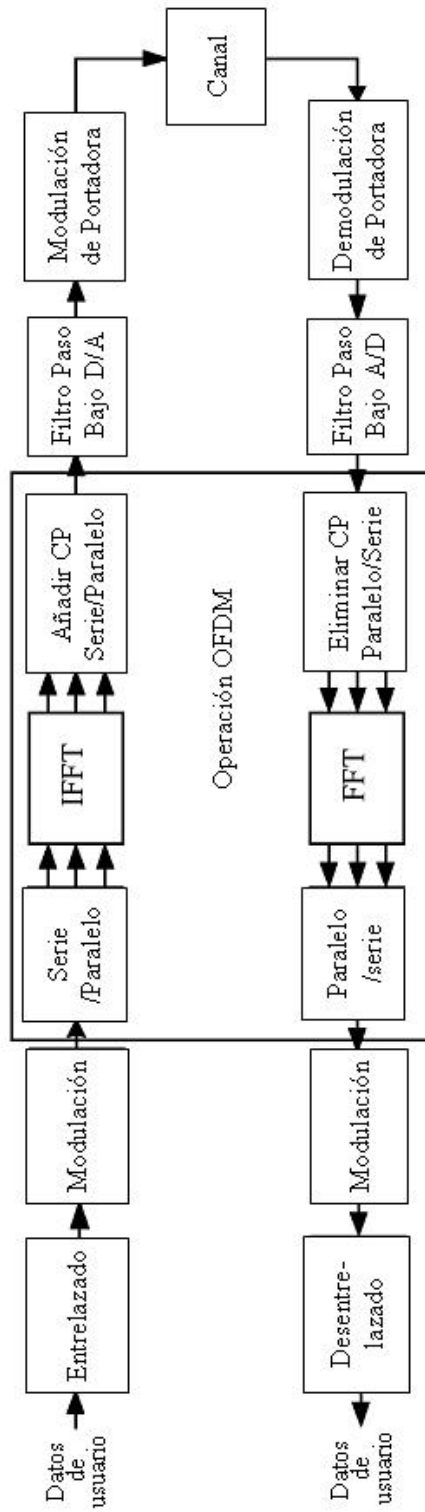 Datos
de
usuario
Entrelazado
Modulación
Serie
/Paralelo
IFFT
Añadir CP
Serie/Paralelo
Filtro Paso
Bajo D/A
Modulación
de Portadora
Canal
Operación OFDM
Datos
de
usuario
Desentre-
lazado
Modulación
Paralelo
/serie
FFT
Eliminar CP
Paralelo/Serie
Filtro Paso
Bajo A/D
Demodulación
de Portadora